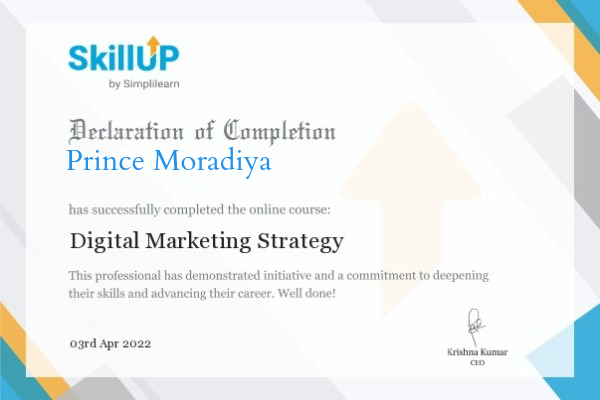 SkillUP
by Simplilearn
Declaration of Completion
Prince Moradiya
has successfully completed the online course:
Digital Marketing Strategy
This professional has demonstrated initiative and a commitment to deepening
their skills and advancing their career. Well done!
03rd Apr 2022
Krishna Kumar
CEO